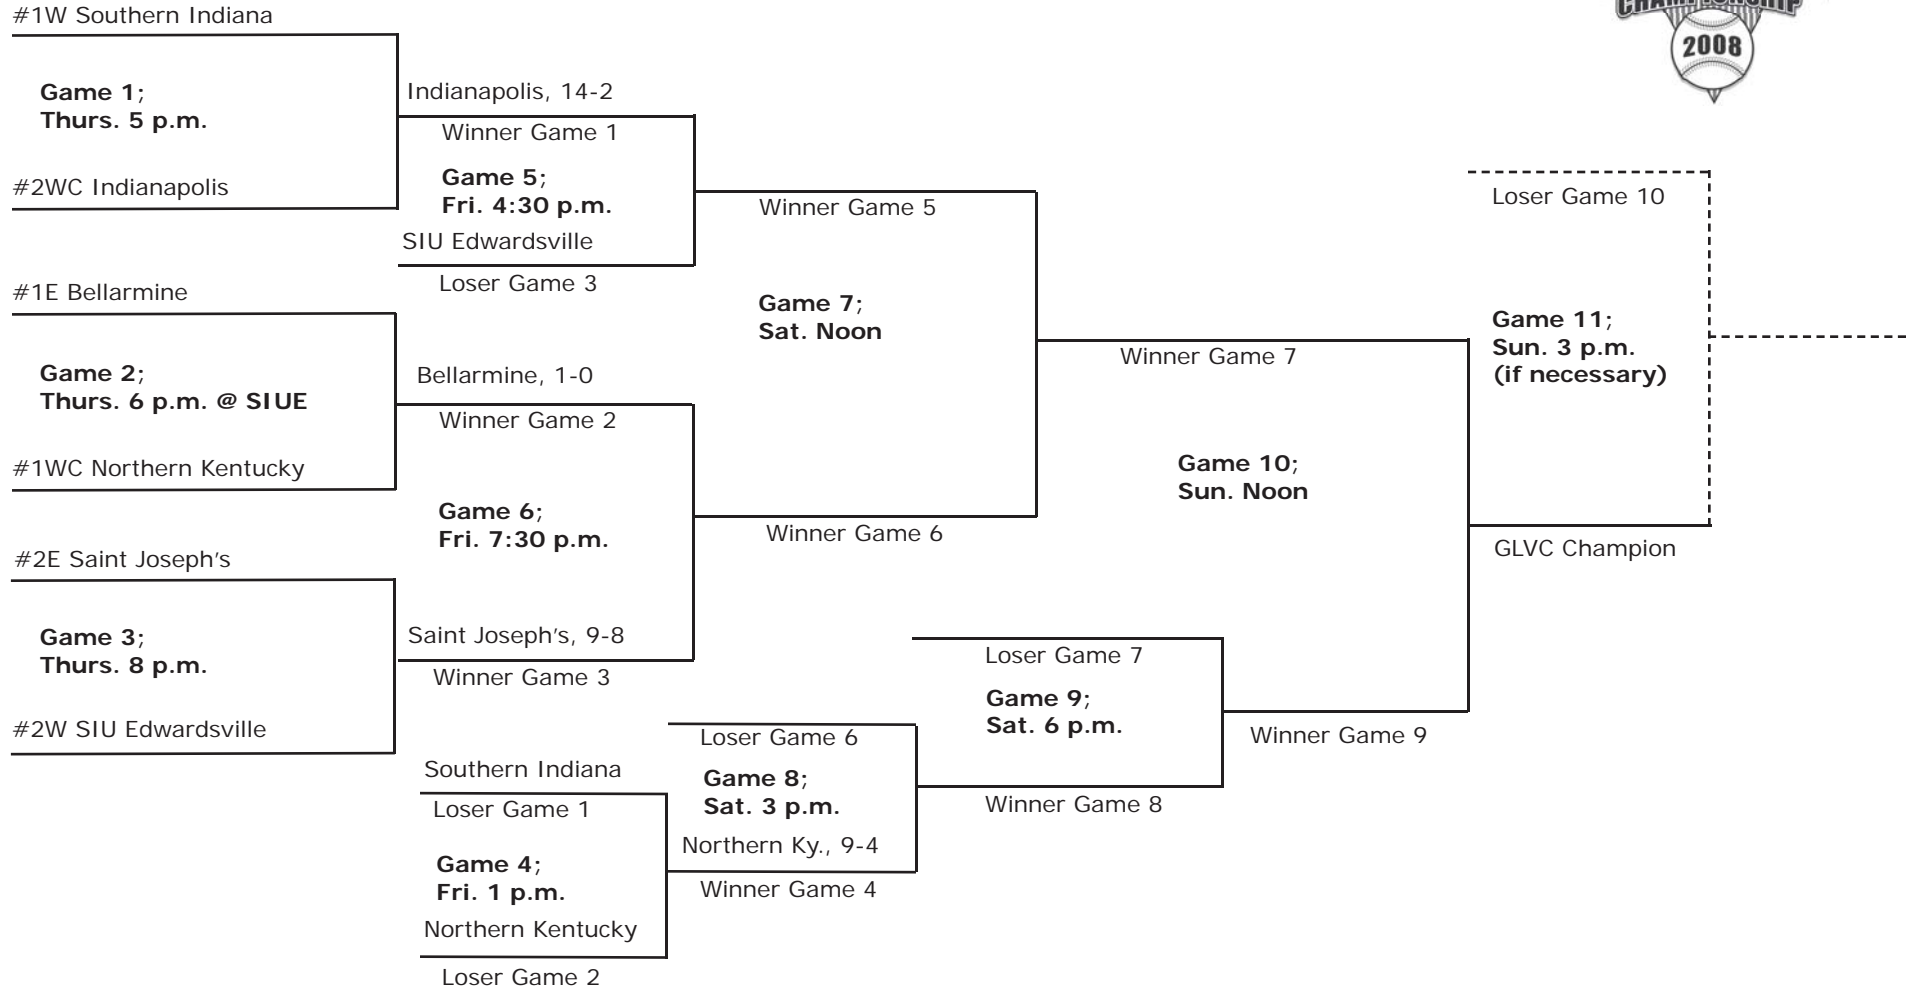 #1W Southern Indiana
CHAMPIONSHIP
2008
Game 1;
Thurs. 5 p.m.
Indianapolis, 14-2
Winner Game 1
#2WC Indianapolis
Game 5;
Fri. 4:30 p.m.
SIU Edwardsville
Loser Game 3
Winner Game 5
Loser Game 10
#1E Bellarmine
Game 7;
Sat. Noon
Game 11;
Sun. 3 p.m.
(if necessary)
Winner Game 7
Game 2;
Thurs. 6 p.m. @ SIUE
Bellarmine, 1-0
Winner Game 2
#1WC Northern Kentucky
Game 10;
Sun. Noon
Game 6;
Fri. 7:30 p.m.
Winner Game 6
GLVC Champion
#2E Saint Joseph's
Game 3;
Thurs. 8 p.m.
Saint Joseph's, 9-8
Winner Game 3
#2W SIU Edwardsville
Loser Game 7
Game 9;
Sat. 6 p.m.
Winner Game 9
Loser Game 6
Game 8;
Sat. 3 p.m.
Winner Game 8
Southern Indiana
Loser Game 1
Game 4;
Fri. 1 p.m.
Northern Ky., 9-4
Winner Game 4
Northern Kentucky
Loser Game 2